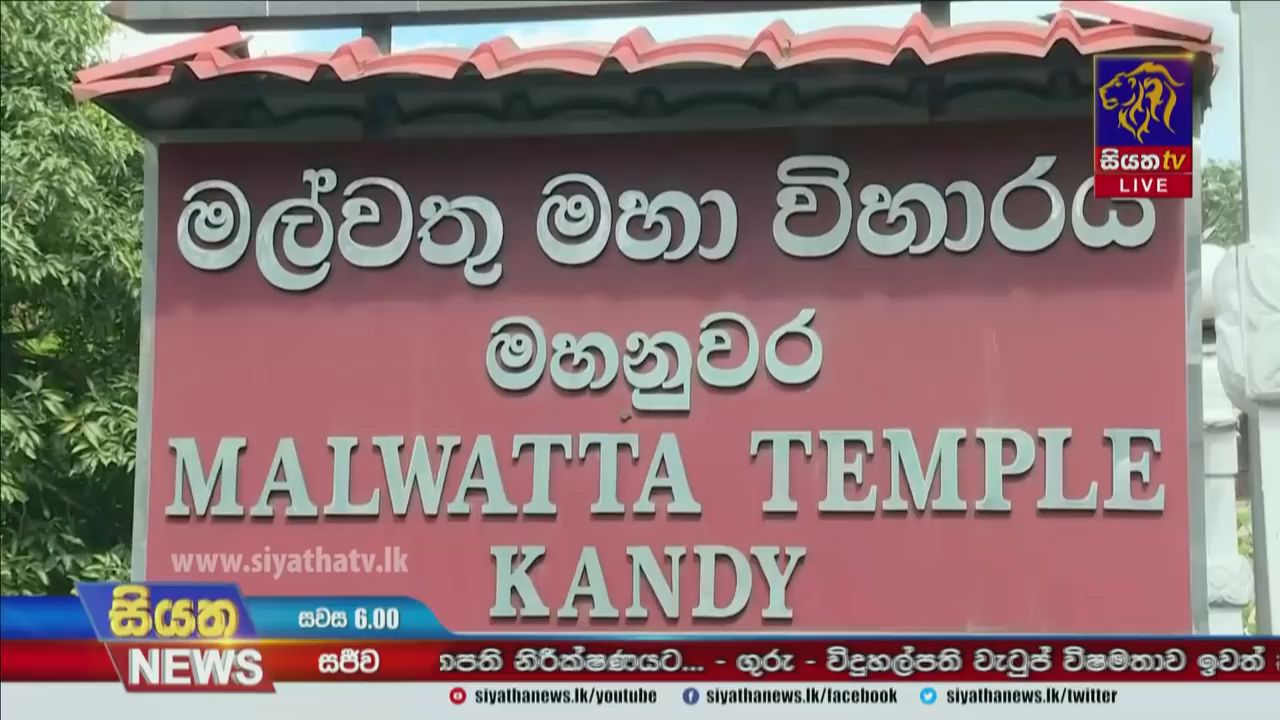 මල්වතු මහා විහාරය
සියත tv
LIVE
මහනුවර
MALWATTA TEMPLE
KANDY
www.siyathatv.lk
සියත
සවස 6.00
NEWS
සජීව
නිරීක්ෂණයට... - ගුරු - විදුහල්පති වැටුප් විෂමතාව ඉවත්
siyathanews.lk/youtube
siyathanews.lk/facebook
siyathanews.lk/twitter